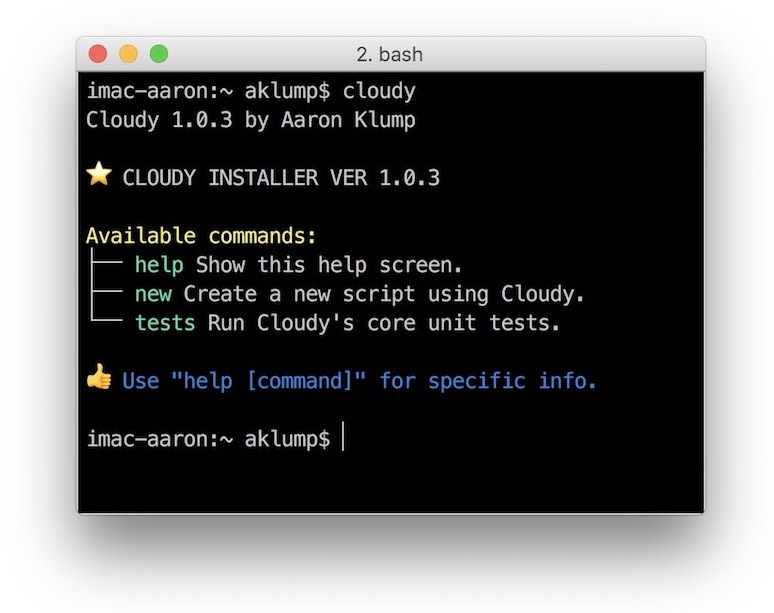 2. bash
imac-aaron:~ aklump$ cloudy
Cloudy 1.0.3 by Aaron Klump
⭐ CLOUDY INSTALLER VER 1.0.3
Available commands:
├── help Show this help screen.
├── new Create a new script using Cloudy.
└── tests Run Cloudy's core unit tests.
👍 Use "help [command]" for specific info.
imac-aaron:~ aklump$